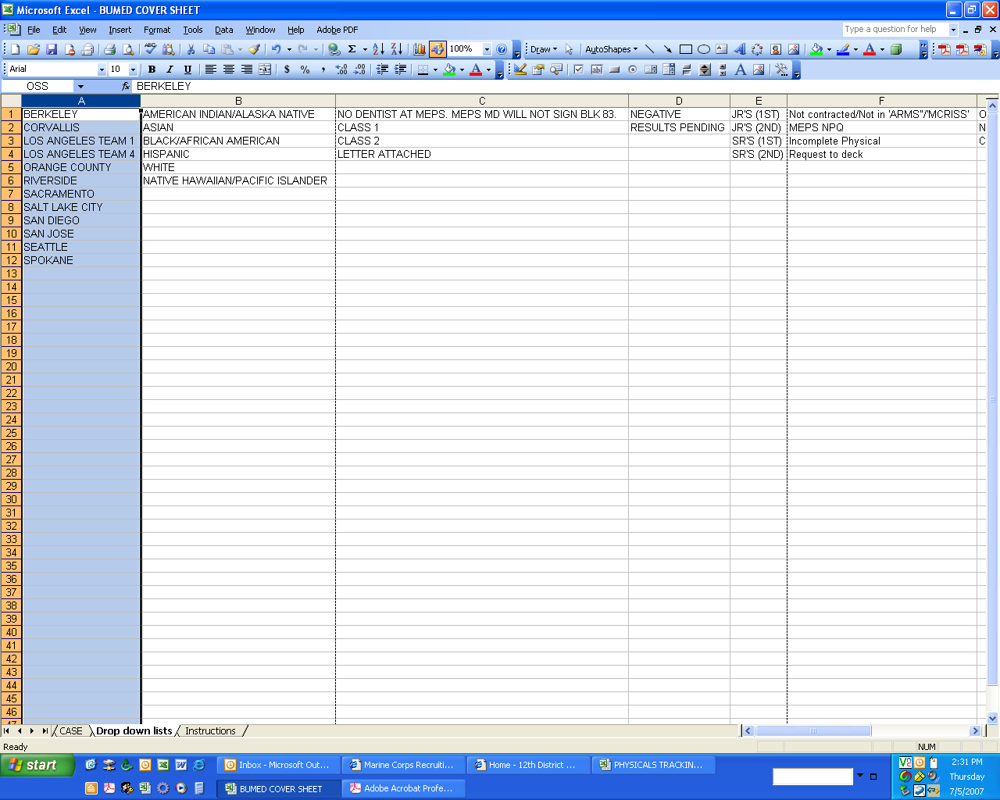 Microsoft Excel - BUMED COVER SHEET
File Edit View Insert Format Tools Data Window Help Adobe PDF Type a question for help
100% Draw AutoShapes
Arial 10 B I U $ % ,
OSS fx BERKELEY
A B C D E F
1 BERKELEY AMERICAN INDIAN/ALASKA NATIVE NO DENTIST AT MEPS. MEPS MD WILL NOT SIGN BLK 83. NEGATIVE JR'S (1ST) Not contracted/Not in 'ARMS"/'MCRISS' O
2 CORVALLIS ASIAN CLASS 1 RESULTS PENDING JR'S (2ND) MEPS NPQ N
3 LOS ANGELES TEAM 1 BLACK/AFRICAN AMERICAN CLASS 2 SR'S (1ST) Incomplete Physical C
4 LOS ANGELES TEAM 4 HISPANIC LETTER ATTACHED SR'S (2ND) Request to deck
5 ORANGE COUNTY WHITE
6 RIVERSIDE NATIVE HAWAIIAN/PACIFIC ISLANDER
7 SACRAMENTO
8 SALT LAKE CITY
9 SAN DIEGO
10 SAN JOSE
11 SEATTLE
12 SPOKANE
13
14
15
16
17
18
19
20
21
22
23
24
25
26
27
28
29
30
31
32
33
34
35
36
37
38
39
40
41
42
43
44
45
46
47
CASE Drop down lists Instructions
Ready NUM
start Inbox - Microsoft Out... Marine Corps Recruiti... Home - 12th District ... PHYSICALS TRACKIN... 2:31 PM
Thursday
BUMED COVER SHEET Adobe Acrobat Profe... 7/5/2007